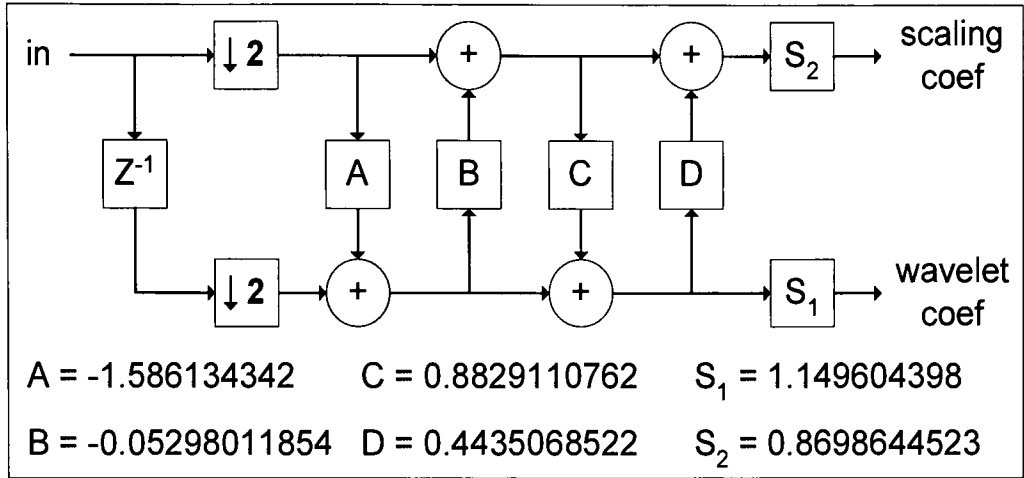 in
↓ 2
+
+
S₂
scaling
coef
Z⁻¹
A
B
C
D
↓ 2
+
+
S₁
wavelet
coef
A = -1.586134342 C = 0.8829110762 S₁ = 1.149604398
B = -0.05298011854 D = 0.4435068522 S₂ = 0.8698644523